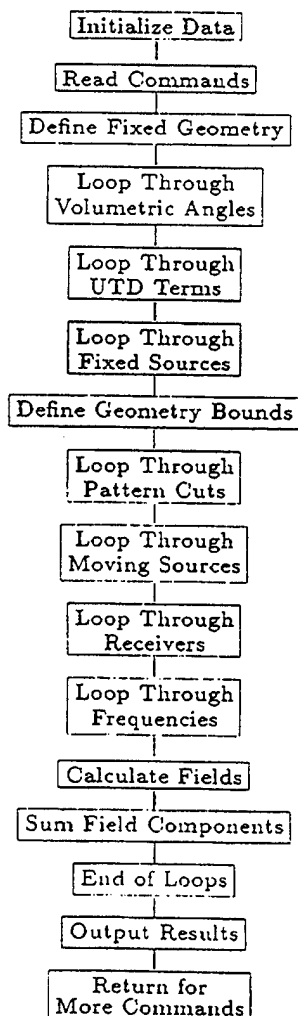 Initialize Data
Read Commands
Define Fixed Geometry
Loop Through
Volumetric Angles
Loop Through
UTD Terms
Loop Through
Fixed Sources
Define Geometry Bounds
Loop Through
Pattern Cuts
Loop Through
Moving Sources
Loop Through
Receivers
Loop Through
Frequencies
Calculate Fields
Sum Field Components
End of Loops
Output Results
Return for
More Commands